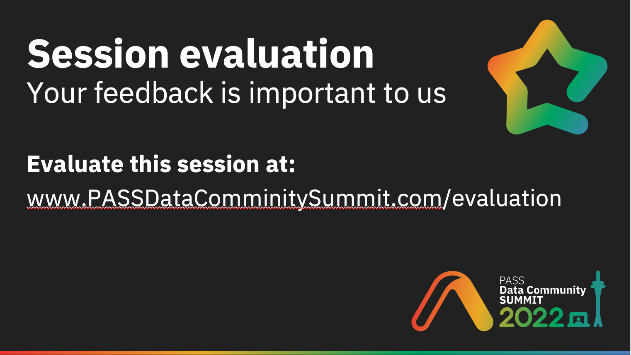 Session evaluation
Your feedback is important to us
Evaluate this session at:
www.PASSDataComminitySummit.com/evaluation
PASS
Data Community
SUMMIT
2022